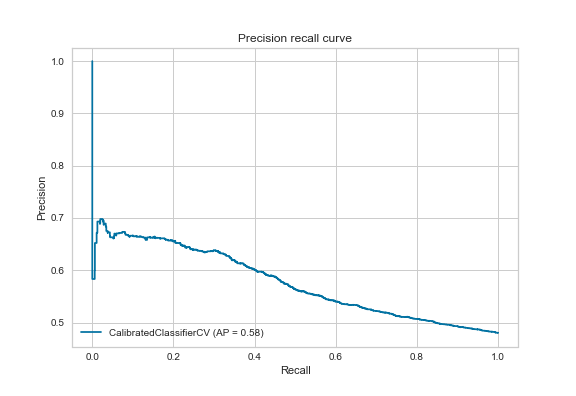 Precision recall curve
1.0
0.9
0.8
0.7
0.6
0.5
Precision
CalibratedClassifierCV (AP = 0.58)
0.0 0.2 0.4 0.6 0.8 1.0
Recall